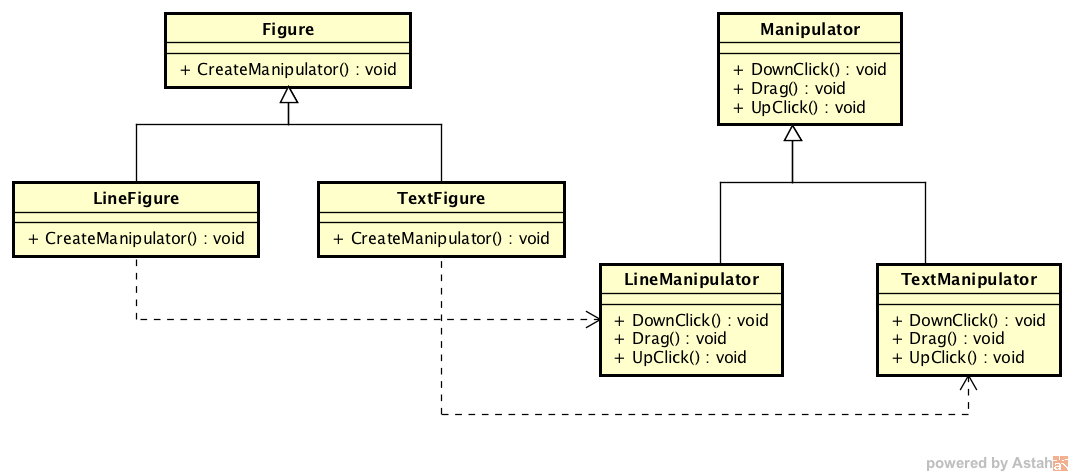 Figure
+ CreateManipulator() : void
Manipulator
+ DownClick() : void
+ Drag() : void
+ UpClick() : void
LineFigure
+ CreateManipulator() : void
TextFigure
+ CreateManipulator() : void
LineManipulator
+ DownClick() : void
+ Drag() : void
+ UpClick() : void
TextManipulator
+ DownClick() : void
+ Drag() : void
+ UpClick() : void
powered by Astah